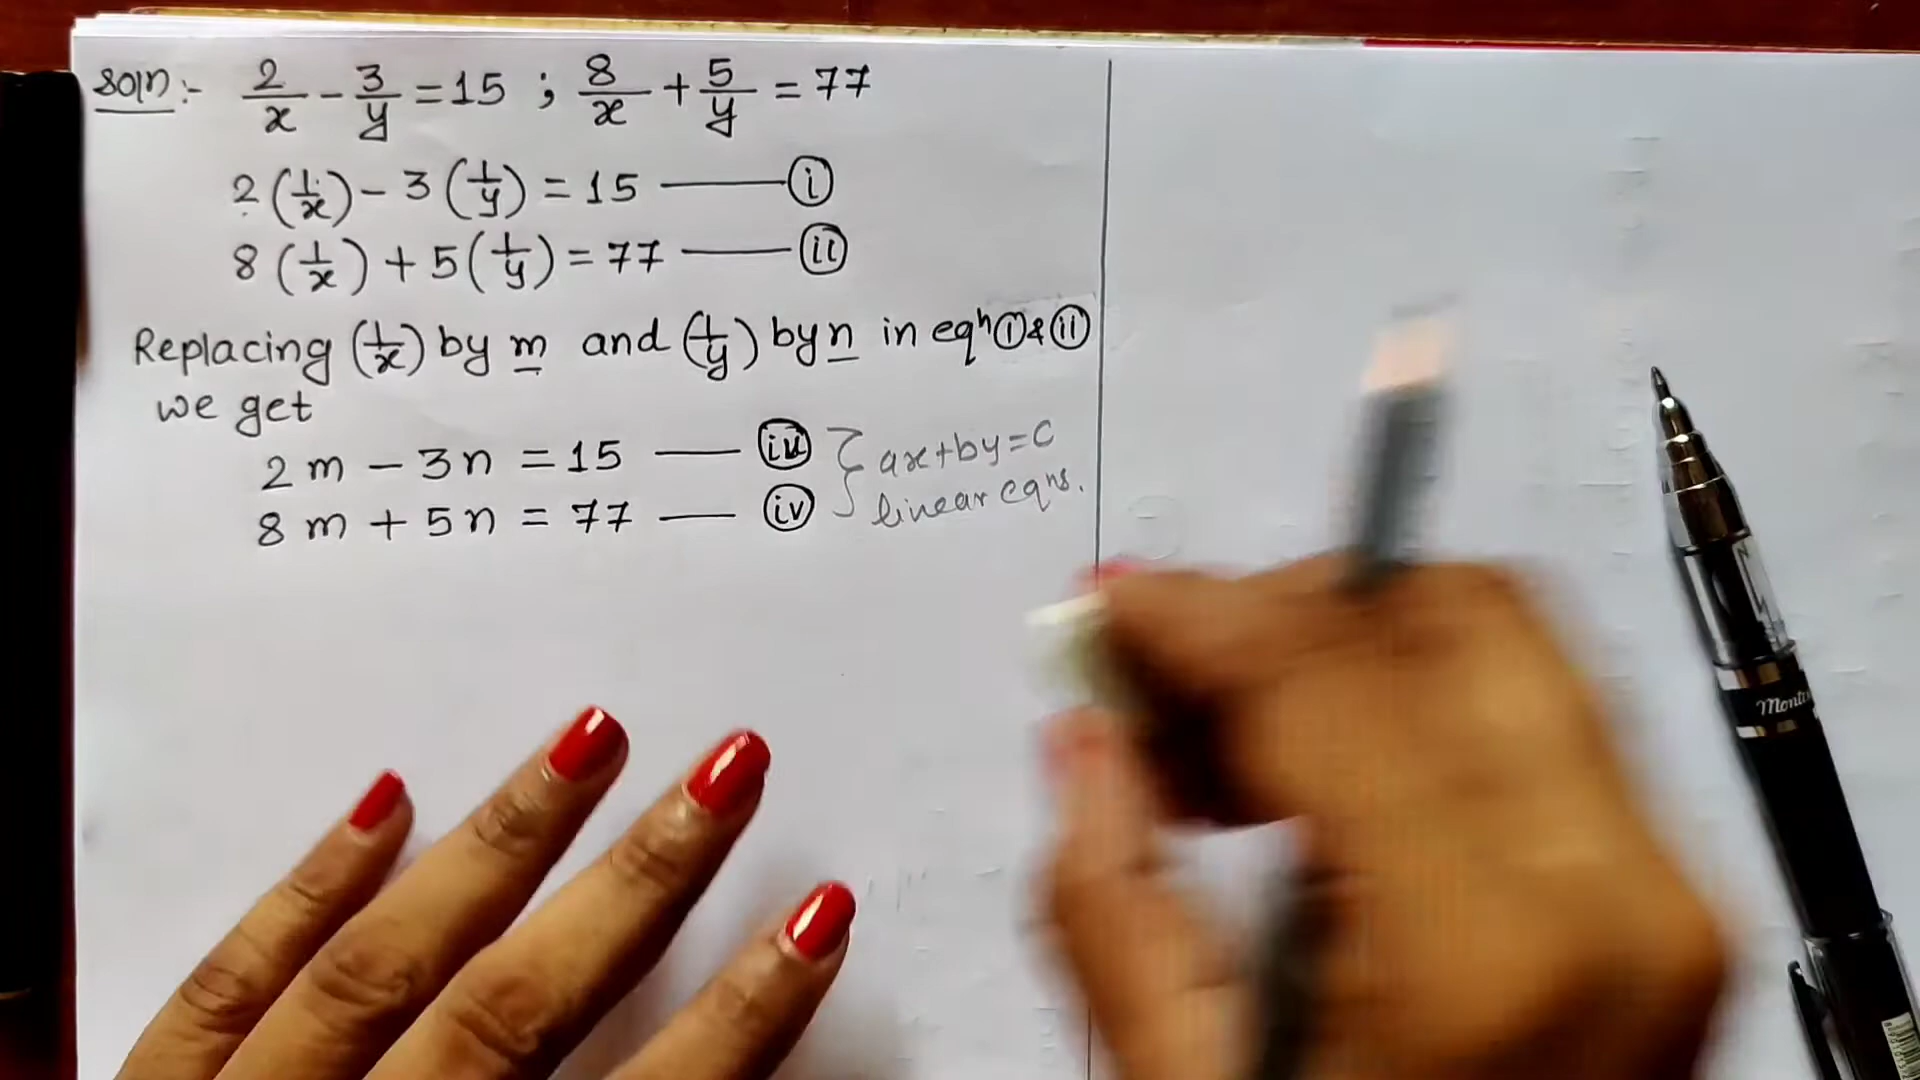 soln:- 2/x - 3/y = 15 ; 8/x + 5/y = 77
2(1/x) - 3(1/y) = 15 —— (i)
8(1/x) + 5(1/y) = 77 —— (ii)
Replacing (1/x) by m and (1/y) by n in eqn (i) & (ii)
we get
2m - 3n = 15 —— (iii)
8m + 5n = 77 —— (iv)
} ax+by=c
linear eqns.